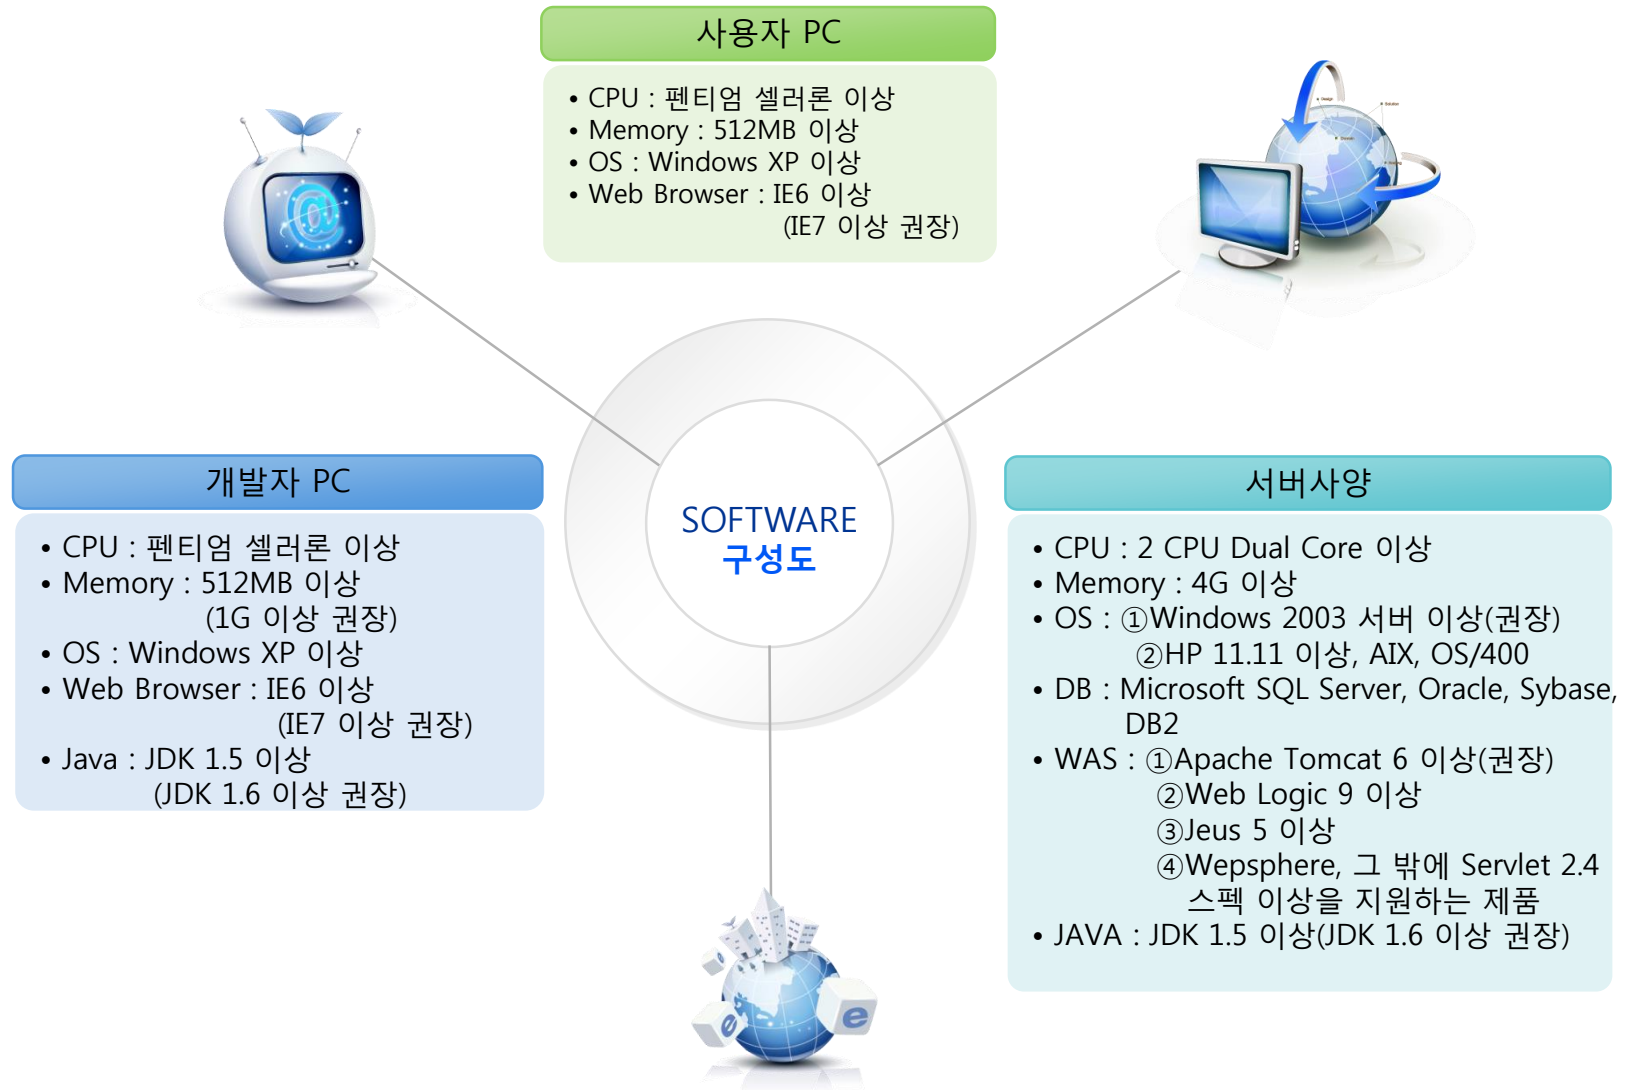 사용자 PC
• CPU : 펜티엄 셀러론 이상
• Memory : 512MB 이상
• OS : Windows XP 이상
• Web Browser : IE6 이상
(IE7 이상 권장)
SOFTWARE
구성도
개발자 PC
• CPU : 펜티엄 셀러론 이상
• Memory : 512MB 이상
(1G 이상 권장)
• OS : Windows XP 이상
• Web Browser : IE6 이상
(IE7 이상 권장)
• Java : JDK 1.5 이상
(JDK 1.6 이상 권장)
서버사양
• CPU : 2 CPU Dual Core 이상
• Memory : 4G 이상
• OS : ①Windows 2003 서버 이상(권장)
②HP 11.11 이상, AIX, OS/400
• DB : Microsoft SQL Server, Oracle, Sybase,
DB2
• WAS : ①Apache Tomcat 6 이상(권장)
②Web Logic 9 이상
③Jeus 5 이상
④Wepsphere, 그 밖에 Servlet 2.4
스펙 이상을 지원하는 제품
• JAVA : JDK 1.5 이상(JDK 1.6 이상 권장)